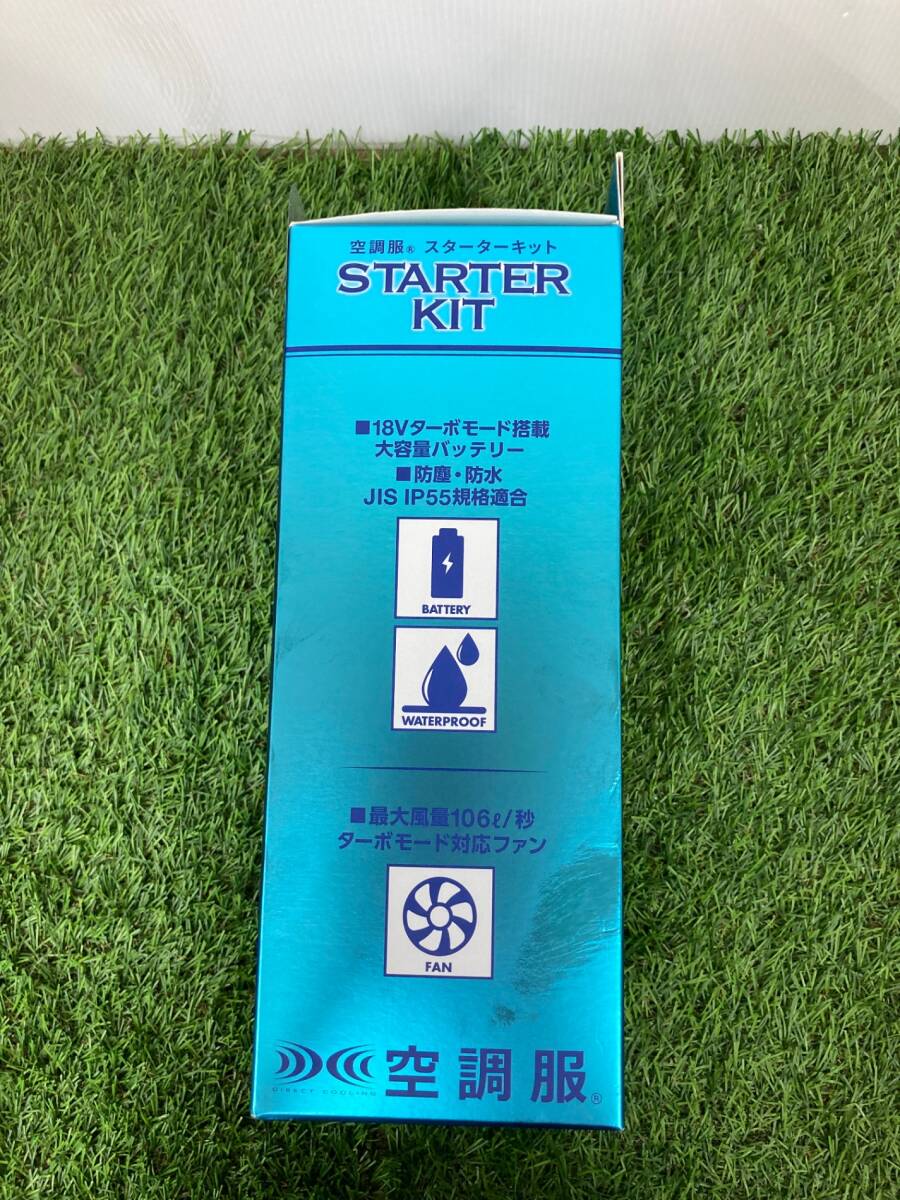 空調服® スターターキット
STARTER
KIT
■18Vターボモード搭載
大容量バッテリー
■防塵・防水
JIS IP55規格適合
BATTERY
WATERPROOF
■最大風量106ℓ/秒
ターボモード対応ファン
FAN
DIRECT COOLING
空調服®